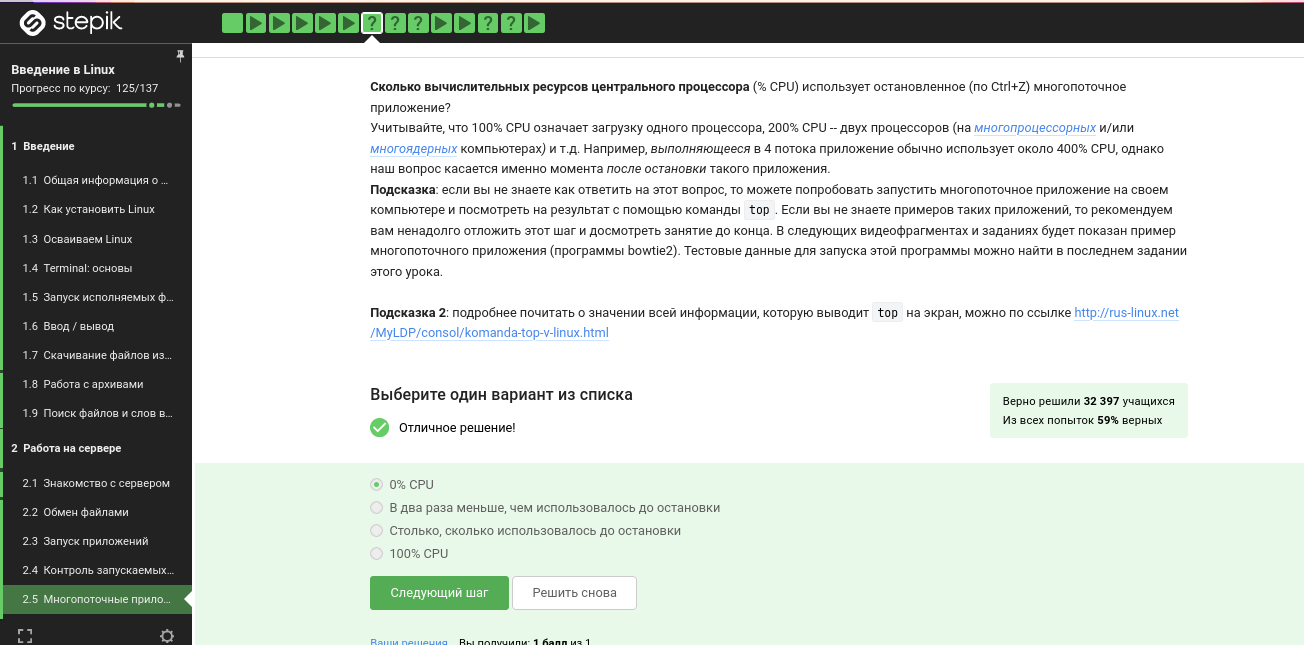 stepik
Введение в Linux
Прогресс по курсу: 125/137
1 Введение
1.1 Общая информация о ...
1.2 Как установить Linux
1.3 Осваиваем Linux
1.4 Terminal: основы
1.5 Запуск исполняемых ф...
1.6 Ввод / вывод
1.7 Скачивание файлов из...
1.8 Работа с архивами
1.9 Поиск файлов и слов в...
2 Работа на сервере
2.1 Знакомство с сервером
2.2 Обмен файлами
2.3 Запуск приложений
2.4 Контроль запускаемых...
2.5 Многопоточные прило...
Сколько вычислительных ресурсов центрального процессора (% CPU) использует остановленное (по Ctrl+Z) многопоточное
приложение?
Учитывайте, что 100% CPU означает загрузку одного процессора, 200% CPU -- двух процессоров (на многопроцессорных и/или
многоядерных компьютерах) и т.д. Например, выполняющееся в 4 потока приложение обычно использует около 400% CPU, однако
наш вопрос касается именно момента после остановки такого приложения.
Подсказка: если вы не знаете как ответить на этот вопрос, то можете попробовать запустить многопоточное приложение на своем
компьютере и посмотреть на результат с помощью команды top. Если вы не знаете примеров таких приложений, то рекомендуем
вам ненадолго отложить этот шаг и досмотреть занятие до конца. В следующих видеофрагментах и заданиях будет показан пример
многопоточного приложения (программы bowtie2). Тестовые данные для запуска этой программы можно найти в последнем задании
этого урока.
Подсказка 2: подробнее почитать о значении всей информации, которую выводит top на экран, можно по ссылке http://rus-linux.net
/MyLDP/consol/komanda-top-v-linux.html
Выберите один вариант из списка
Отличное решение!
Верно решили 32 397 учащихся
Из всех попыток 59% верных
0% CPU
В два раза меньше, чем использовалось до остановки
Столько, сколько использовалось до остановки
100% CPU
Следующий шаг
Решить снова
Ваши решения Вы получили: 1 балл из 1